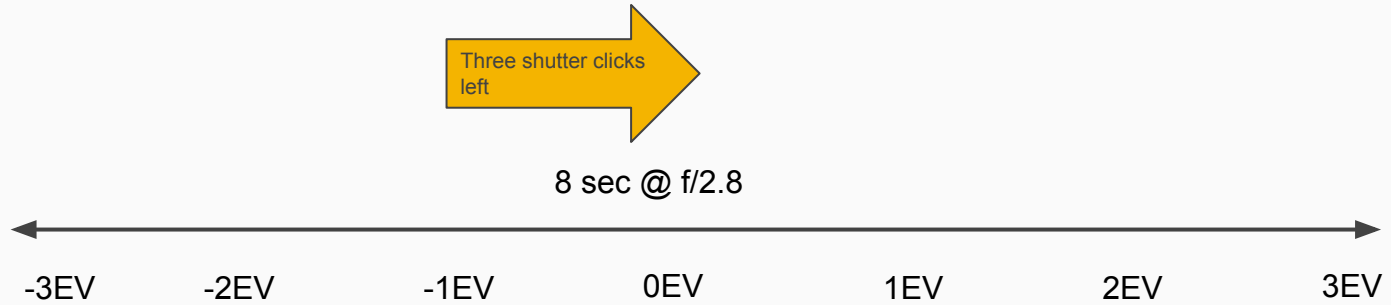 Three shutter clicks
left
8 sec @ f/2.8
-3EV -2EV -1EV 0EV 1EV 2EV 3EV